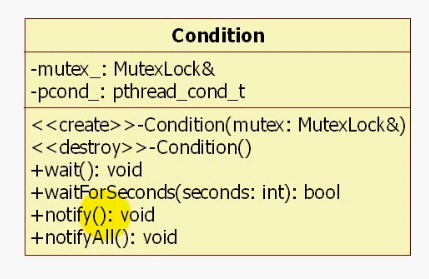 Condition
-mutex_: MutexLock&
-pcond_: pthread_cond_t
<<create>>-Condition(mutex: MutexLock&)
<<destroy>>-Condition()
+wait(): void
+waitForSeconds(seconds: int): bool
+notify(): void
+notifyAll(): void